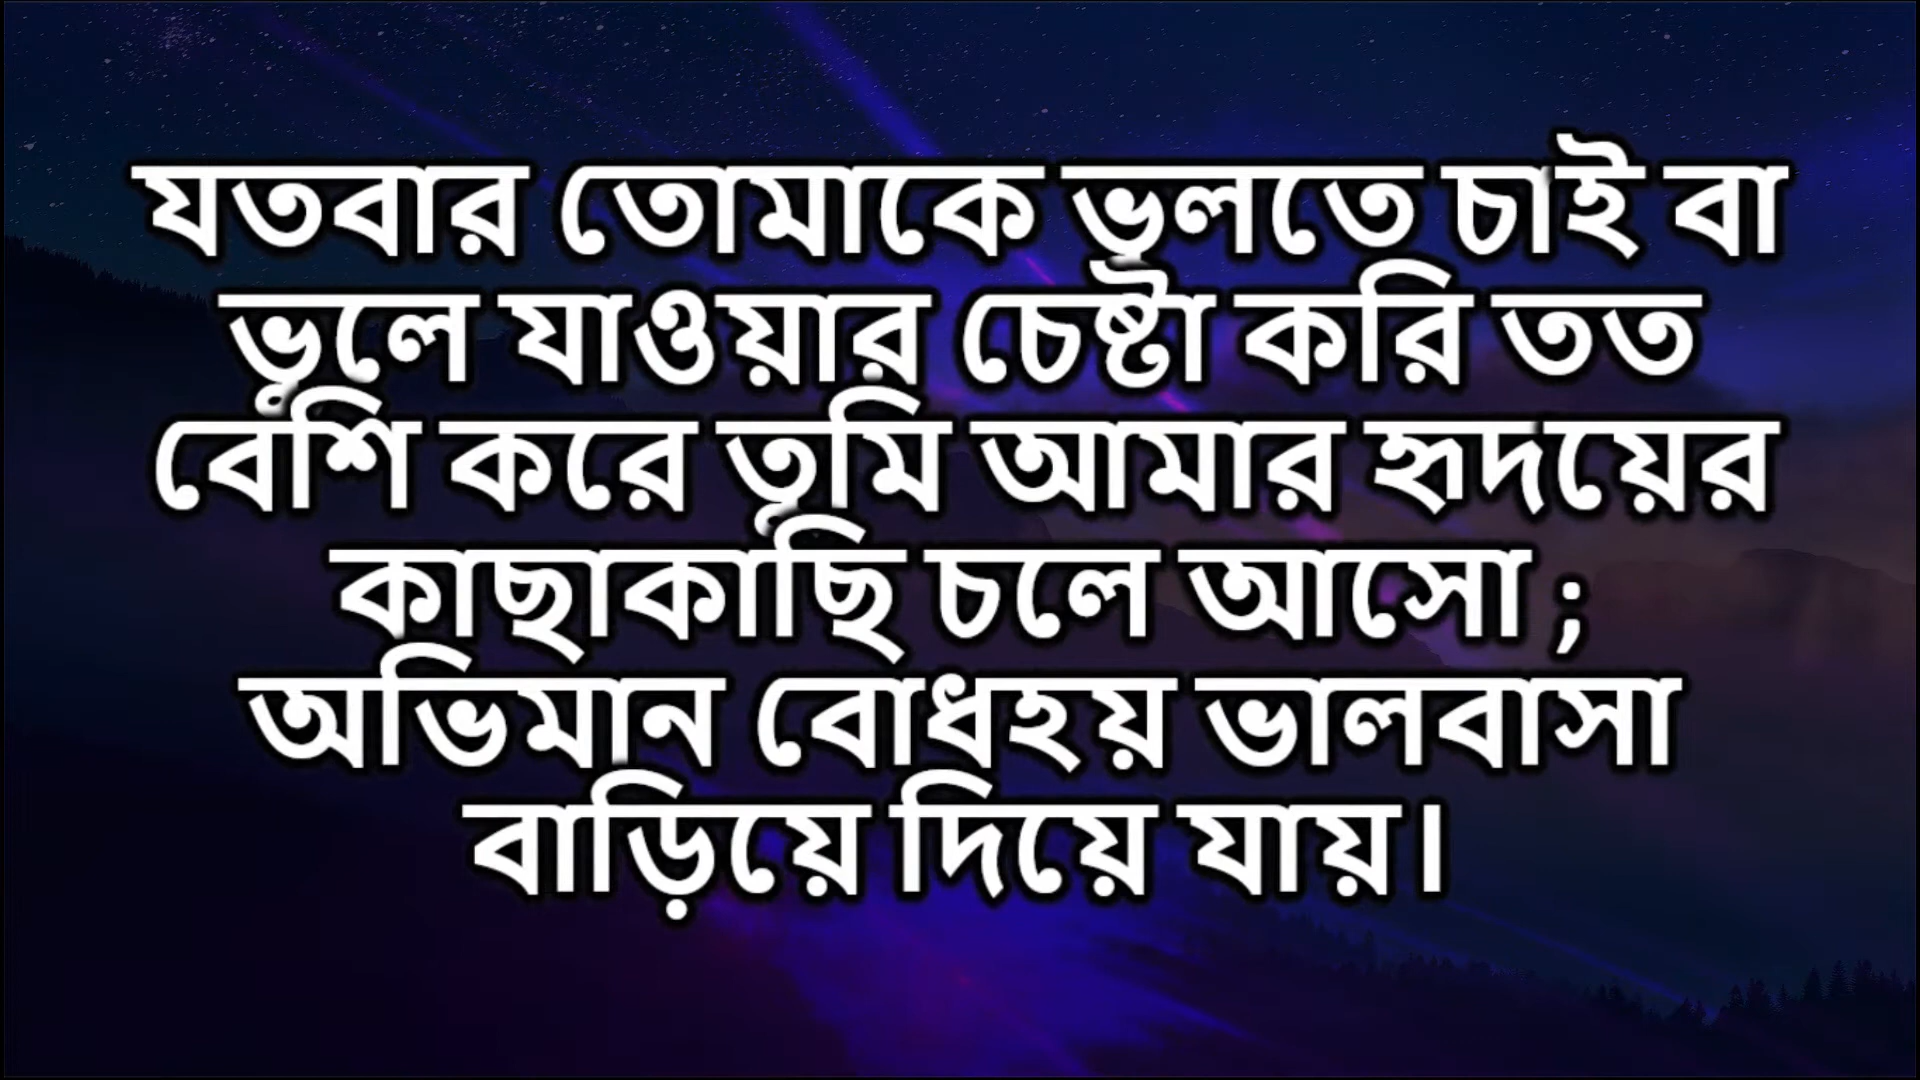 যতবার তোমাকে ভুলতে চাই বা
ভুলে যাওয়ার চেষ্টা করি তত
বেশি করে তুমি আমার হৃদয়ের
কাছাকাছি চলে আসো ;
অভিমান বোধহয় ভালবাসা
বাড়িয়ে দিয়ে যায়।